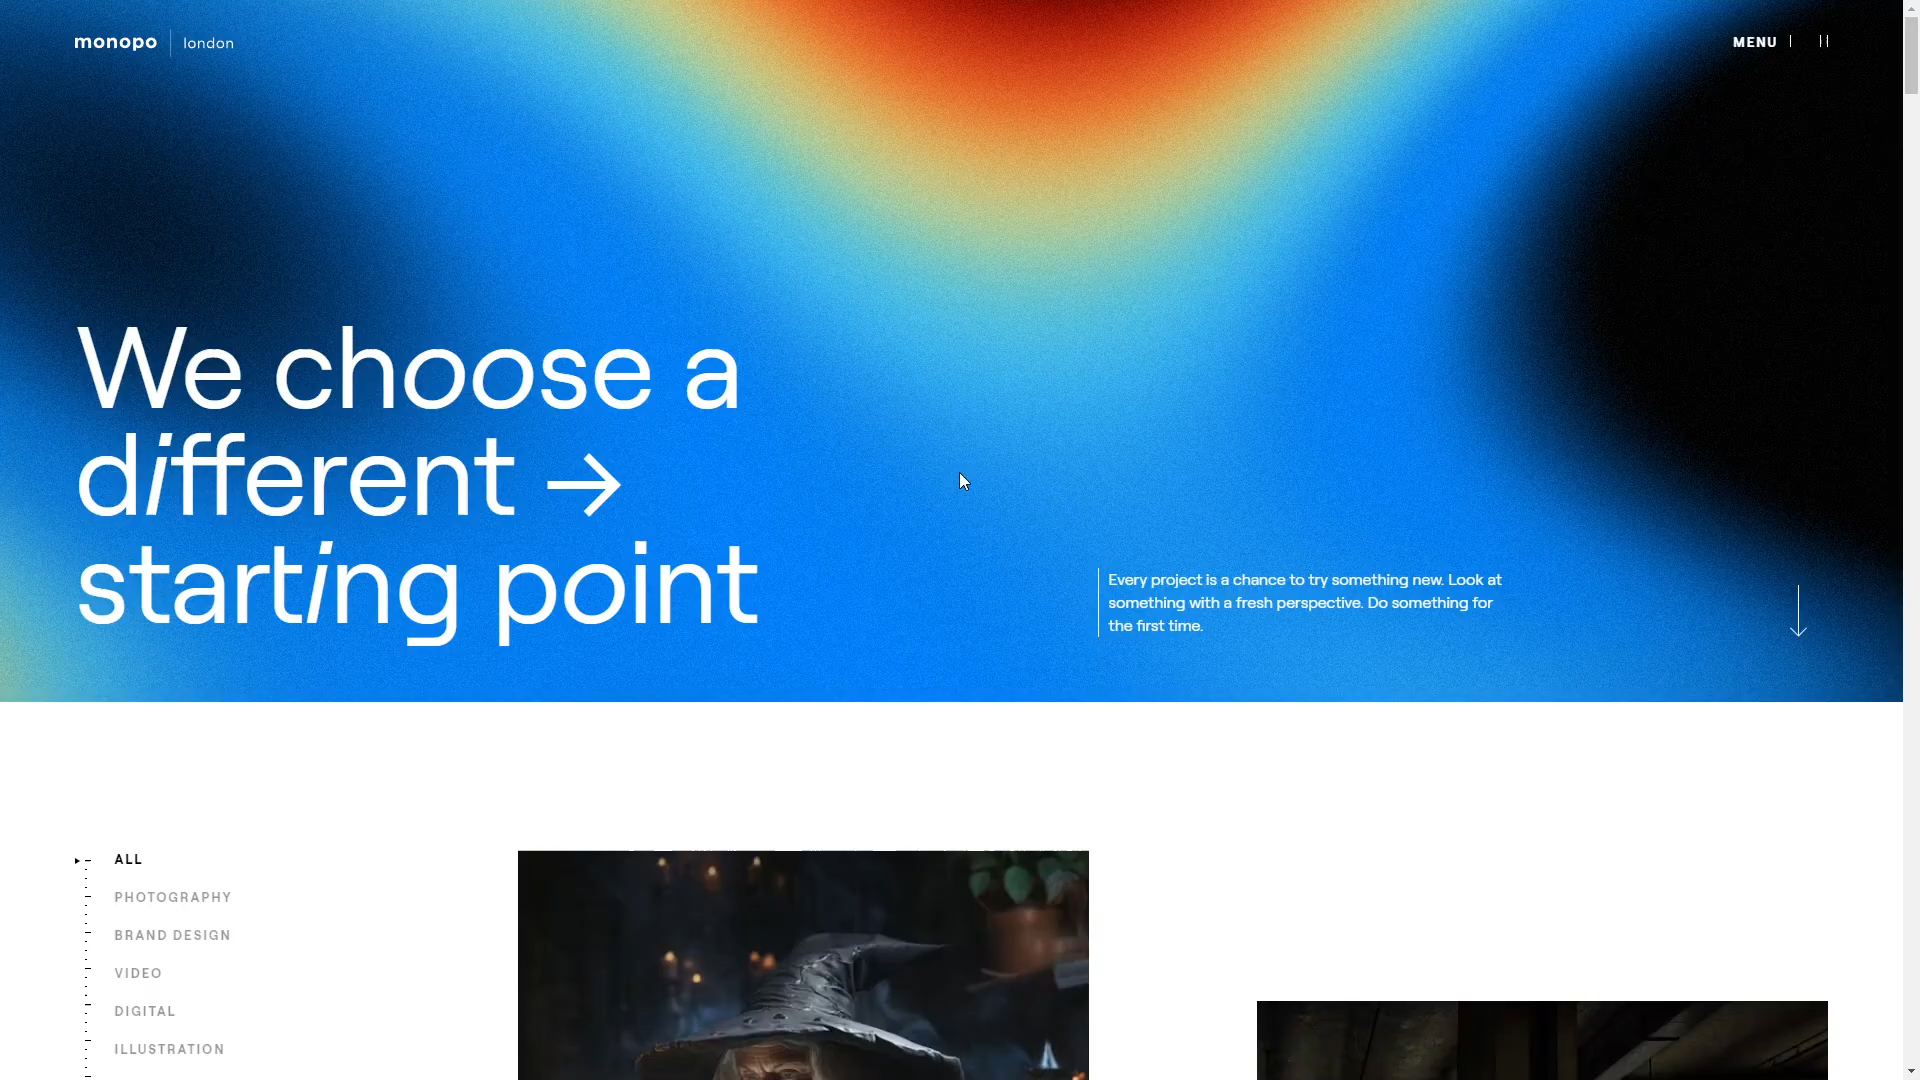 monopo | london
MENU
We choose a
different →
starting point
Every project is a chance to try something new. Look at
something with a fresh perspective. Do something for
the first time.
ALL
PHOTOGRAPHY
BRAND DESIGN
VIDEO
DIGITAL
ILLUSTRATION